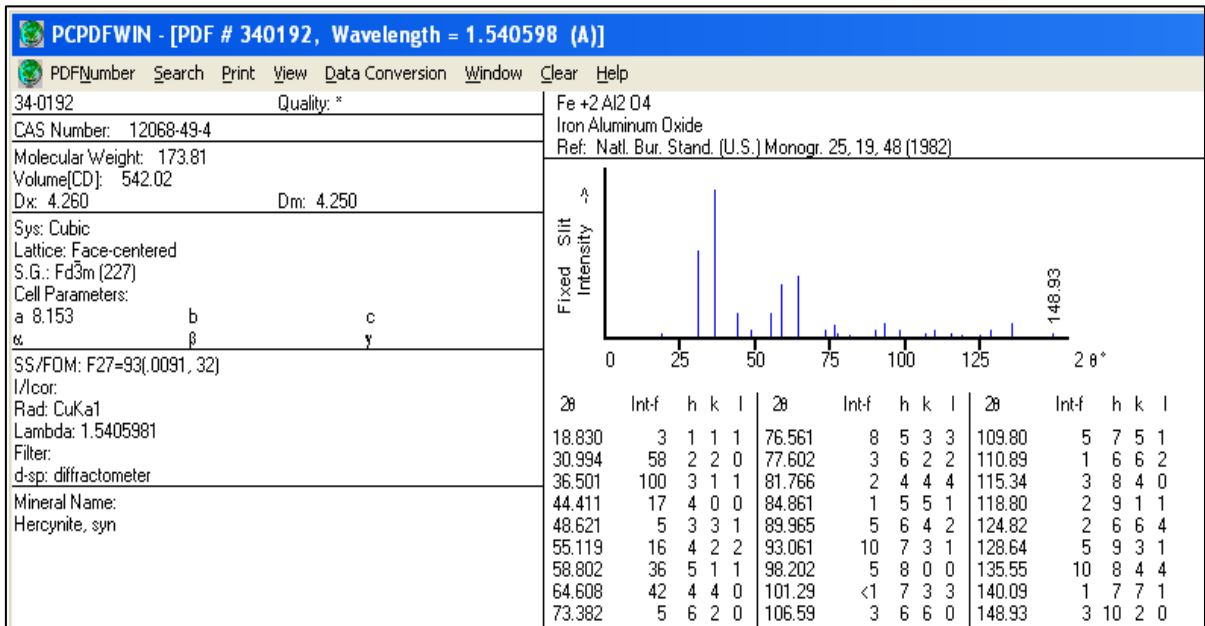 PCPDFWIN - [PDF # 340192, Wavelength = 1.540598 (A)]
PDFNumber Search Print View Data Conversion Window Clear Help
34-0192 Quality: *
CAS Number: 12068-49-4
Molecular Weight: 173.81
Volume[CD]: 542.02
Dx: 4.260 Dm: 4.250
Sys: Cubic
Lattice: Face-centered
S.G.: Fd3̄m (227)
Cell Parameters:
a 8.153 b c
α β γ
SS/FOM: F27=93(.0091, 32)
I/Icor:
Rad: CuKa1
Lambda: 1.5405981
Filter:
d-sp: diffractometer
Mineral Name:
Hercynite, syn
Fe +2 Al2 O4
Iron Aluminum Oxide
Ref: Natl. Bur. Stand. (U.S.) Monogr. 25, 19, 48 (1982)
Fixed Slit
Intensity ->
148.93
0 25 50 75 100 125 2 θ°
2θ Int-f h k l 2θ Int-f h k l 2θ Int-f h k l
18.830 3 1 1 1 76.561 8 5 3 3 109.80 5 7 5 1
30.994 58 2 2 0 77.602 3 6 2 2 110.89 1 6 6 2
36.501 100 3 1 1 81.766 2 4 4 4 115.34 3 8 4 0
44.411 17 4 0 0 84.861 1 5 5 1 118.80 2 9 1 1
48.621 5 3 3 1 89.965 5 6 4 2 124.82 2 6 6 4
55.119 16 4 2 2 93.061 10 7 3 1 128.64 5 9 3 1
58.802 36 5 1 1 98.202 5 8 0 0 135.55 10 8 4 4
64.608 42 4 4 0 101.29 <1 7 3 3 140.09 1 7 7 1
73.382 5 6 2 0 106.59 3 6 6 0 148.93 3 10 2 0